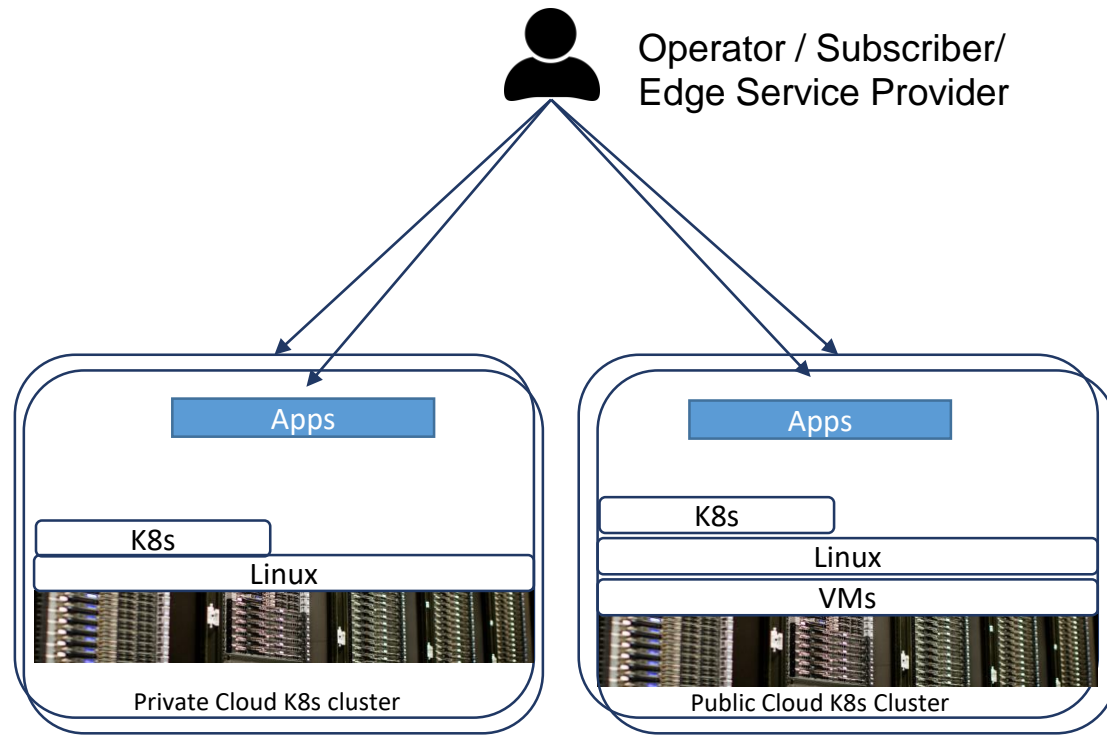 Operator / Subscriber/
Edge Service Provider
Apps
K8s
Linux
Private Cloud K8s cluster
Apps
K8s
Linux
VMs
Public Cloud K8s Cluster